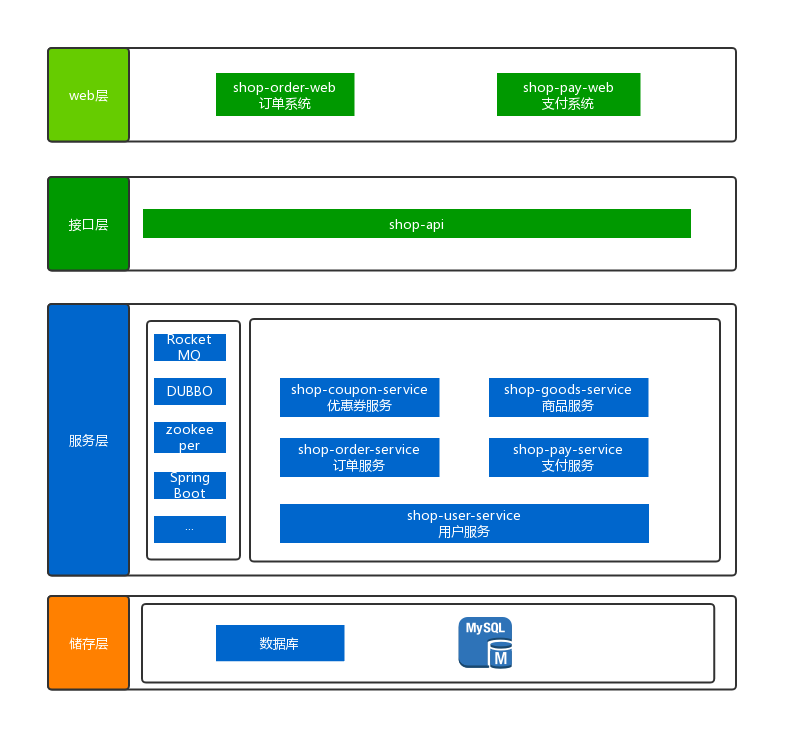 web层
shop-order-web
订单系统
shop-pay-web
支付系统
接口层
shop-api
服务层
Rocket
MQ
DUBBO
zookee
per
Spring
Boot
...
shop-coupon-service
优惠券服务
shop-goods-service
商品服务
shop-order-service
订单服务
shop-pay-service
支付服务
shop-user-service
用户服务
储存层
数据库
MySQL
M